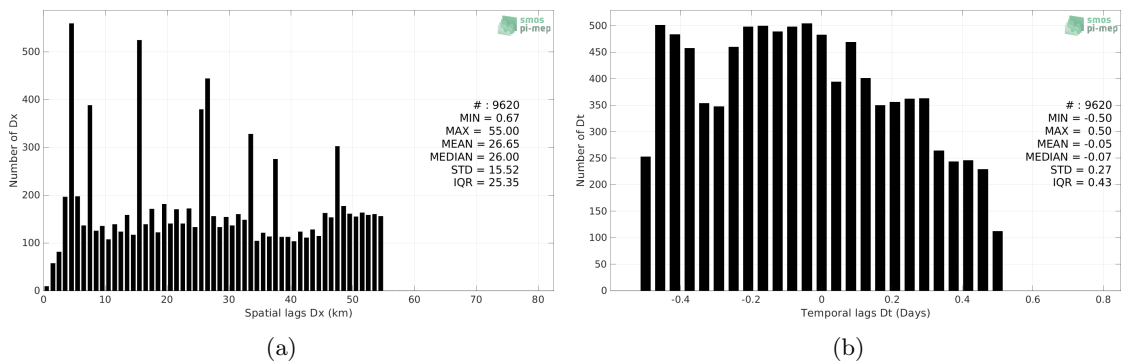 smos
pi-mep
500
400
300
200
100
0
Number of Dx
# : 9620
MIN = 0.67
MAX = 55.00
MEAN = 26.65
MEDIAN = 26.00
STD = 15.52
IQR = 25.35
0 10 20 30 40 50 60 70 80
Spatial lags Dx (km)
(a)
smos
pi-mep
500
450
400
350
300
250
200
150
100
50
0
Number of Dt
# : 9620
MIN = -0.50
MAX = 0.50
MEAN = -0.05
MEDIAN = -0.07
STD = 0.27
IQR = 0.43
-0.4 -0.2 0 0.2 0.4 0.6 0.8
Temporal lags Dt (Days)
(b)